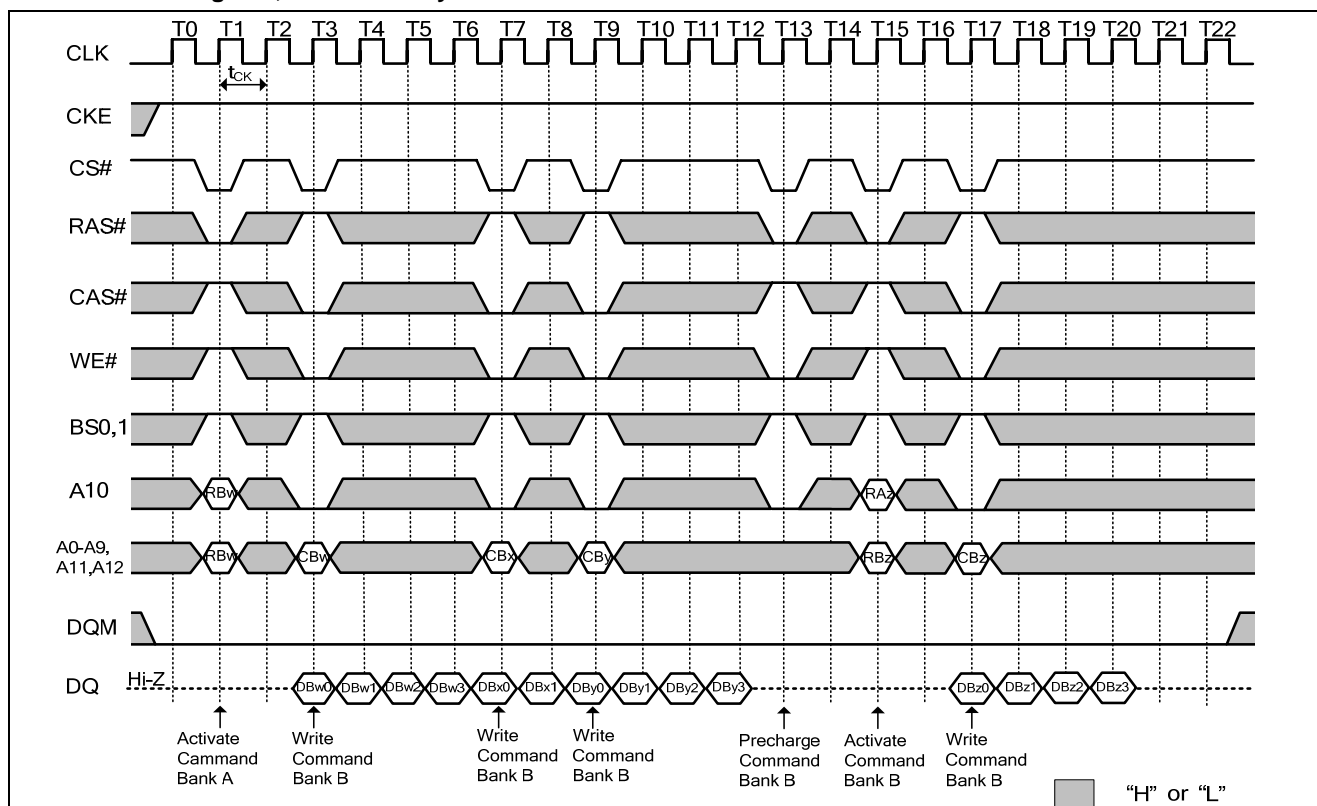 T0 T1 T2 T3 T4 T5 T6 T7 T8 T9 T10 T11 T12 T13 T14 T15 T16 T17 T18 T19 T20 T21 T22
CLK
tCK
CKE
CS#
RAS#
CAS#
WE#
BS0,1
A10
RBw
RAz
A0-A9,
A11,A12
RBw
CBw
CBx
CBy
RBz
CBz
DQM
DQ
Hi-Z
DBw0 DBw1 DBw2 DBw3 DBx0 DBx1 DBy0 DBy1 DBy2 DBy3 DBz0 DBz1 DBz2 DBz3
Activate
Cammand
Bank A
Write
Command
Bank B
Write
Command
Bank B
Write
Command
Bank B
Precharge
Command
Bank B
Activate
Command
Bank B
Write
Command
Bank B
“H” or “L”